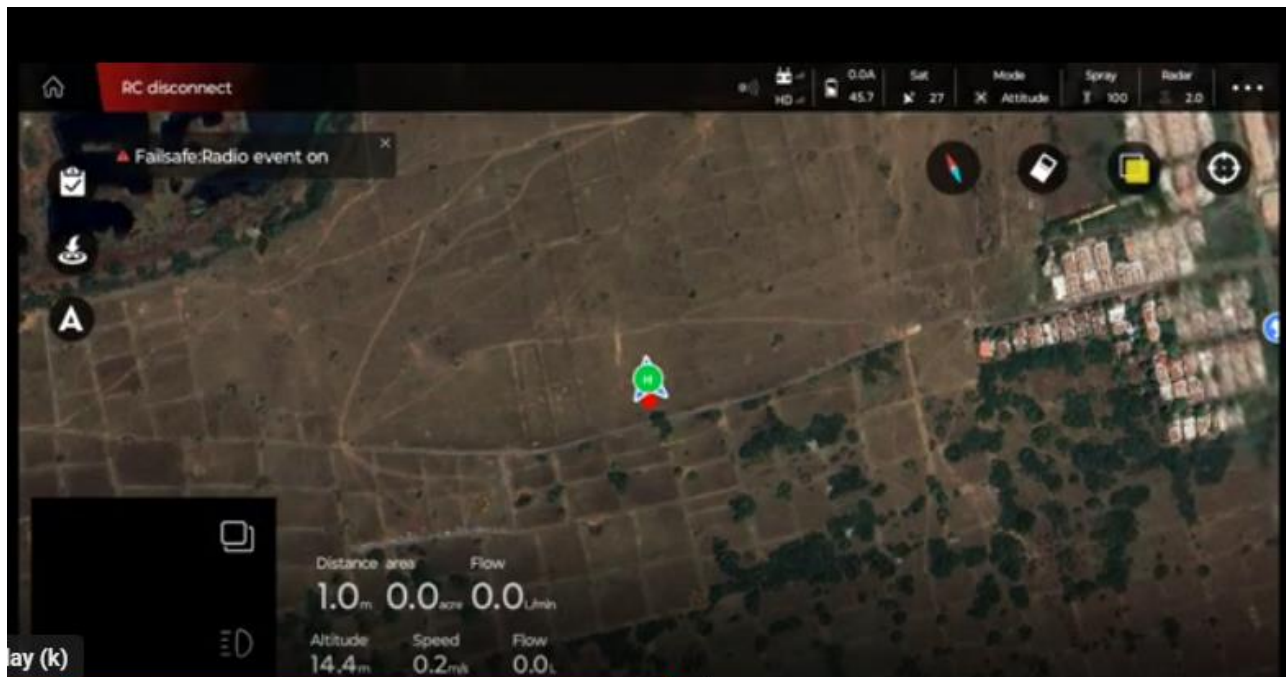 RC disconnect
0.0A Sat Mode Spray Radar
HD 45.7 27 Attitude 100 2.0
Failsafe:Radio event on
A
H
Distance area Flow
1.0m 0.0acre 0.0L/min
Altitude Speed Flow
14.4m 0.2m/s 0.0L
lay (k)